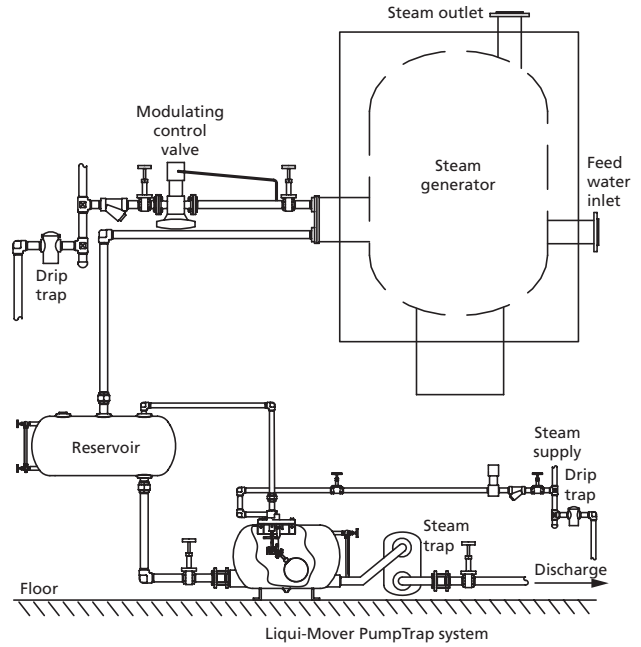 Steam outlet
Modulating
control
valve
Steam
generator
Feed
water
inlet
Drip
trap
Reservoir
Steam
supply
Drip
trap
Steam
trap
Discharge
Floor
Liqui-Mover PumpTrap system